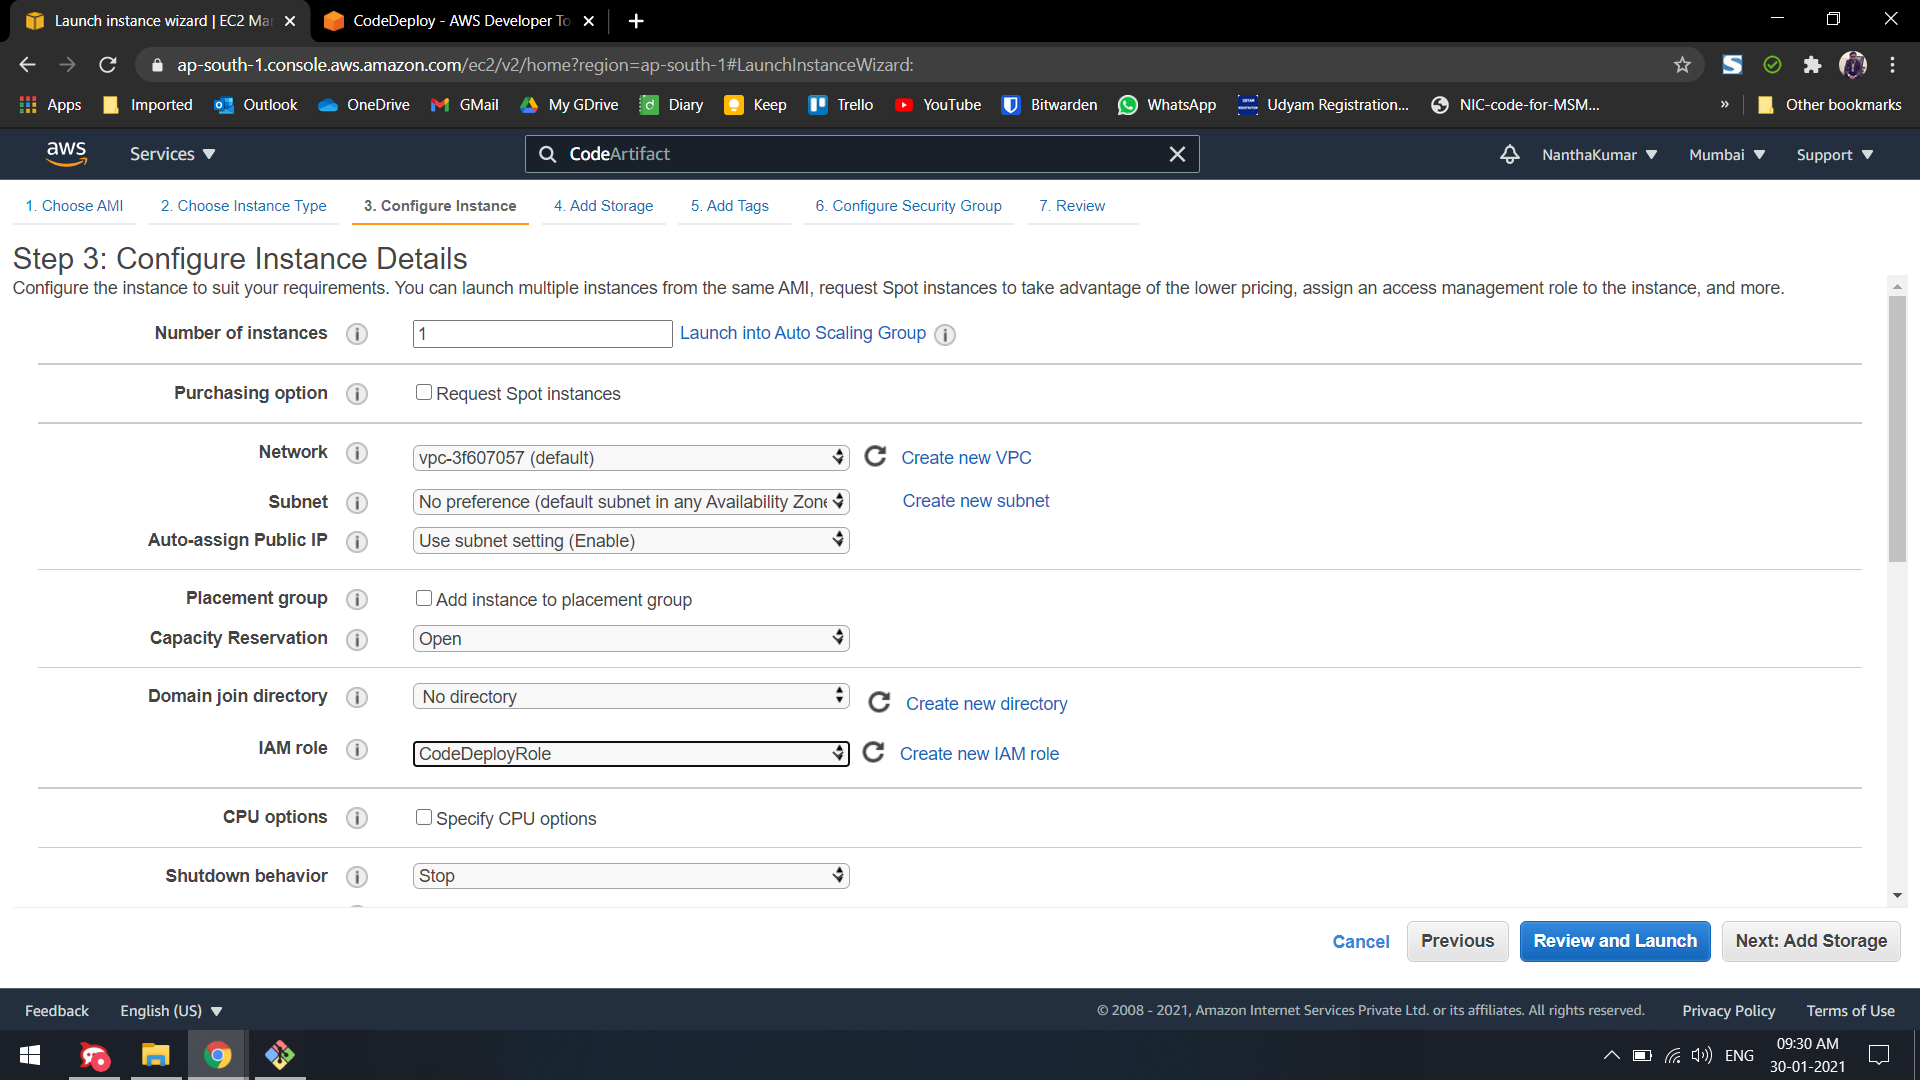 Launch instance wizard | EC2 Mar
CodeDeploy - AWS Developer To
ap-south-1.console.aws.amazon.com/ec2/v2/home?region=ap-south-1#LaunchInstanceWizard:
Apps Imported Outlook OneDrive GMail My GDrive Diary Keep Trello YouTube Bitwarden WhatsApp Udyam Registration... NIC-code-for-MSM... » Other bookmarks
aws Services CodeArtifact NanthaKumar Mumbai Support
1. Choose AMI 2. Choose Instance Type 3. Configure Instance 4. Add Storage 5. Add Tags 6. Configure Security Group 7. Review
Step 3: Configure Instance Details
Configure the instance to suit your requirements. You can launch multiple instances from the same AMI, request Spot instances to take advantage of the lower pricing, assign an access management role to the instance, and more.
Number of instances i 1 Launch into Auto Scaling Group i
Purchasing option i Request Spot instances
Network i vpc-3f607057 (default) Create new VPC
Subnet i No preference (default subnet in any Availability Zone Create new subnet
Auto-assign Public IP i Use subnet setting (Enable)
Placement group i Add instance to placement group
Capacity Reservation i Open
Domain join directory i No directory Create new directory
IAM role i CodeDeployRole Create new IAM role
CPU options i Specify CPU options
Shutdown behavior i Stop
Cancel Previous Review and Launch Next: Add Storage
Feedback English (US) © 2008 - 2021, Amazon Internet Services Private Ltd. or its affiliates. All rights reserved. Privacy Policy Terms of Use
ENG 09:30 AM
30-01-2021